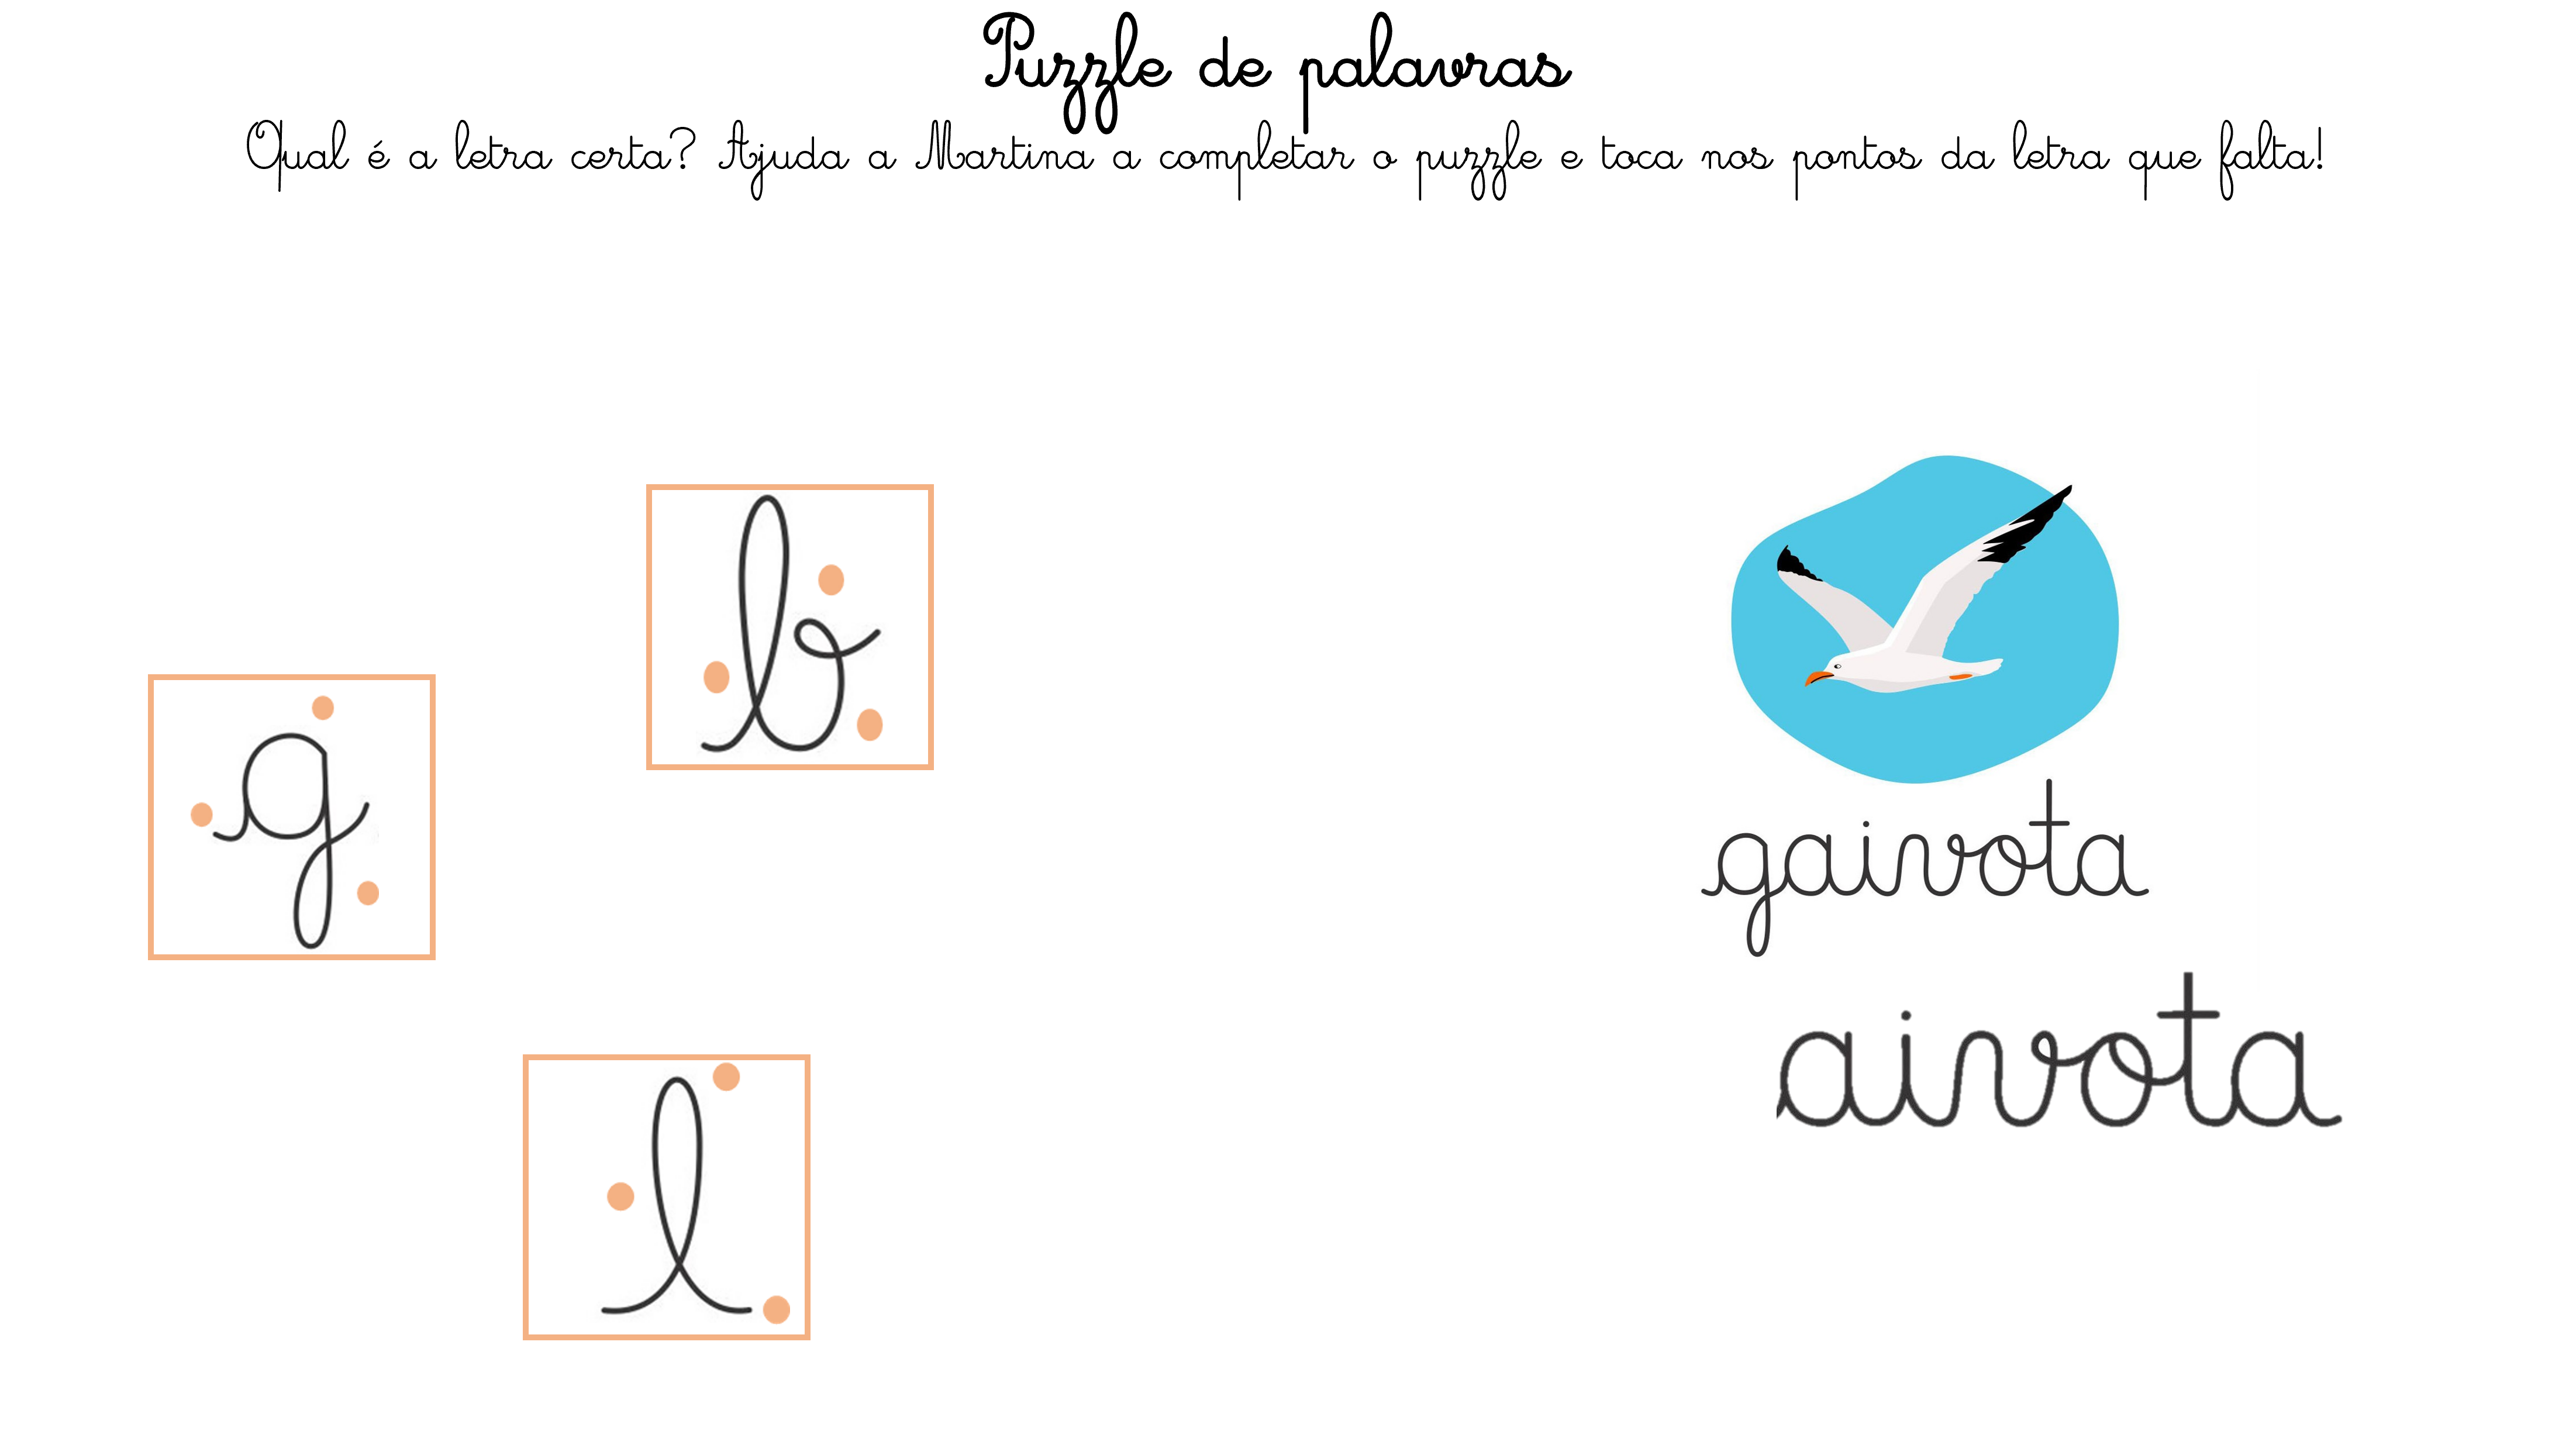 Puzzle de palavras
Qual é a letra certa? Ajuda a Martina a completar o puzzle e toca nos pontos da letra que falta!
b
g
gaivota
aivota
l